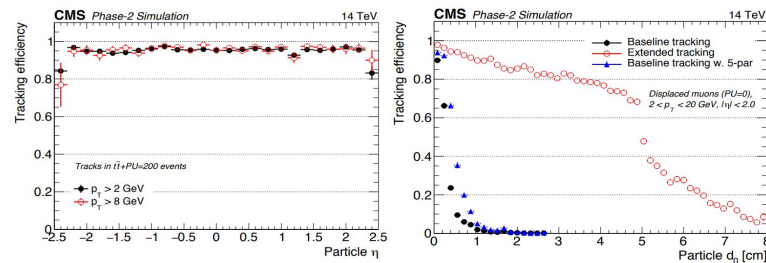 CMS Phase-2 Simulation 14 TeV
Tracking efficiency
1
0.8
0.6
0.4
0.2
0
Tracks in tt̄+PU=200 events
p_T > 2 GeV
p_T > 8 GeV
−2.5 −2 −1.5 −1 −0.5 0 0.5 1 1.5 2 2.5
Particle η
CMS Phase-2 Simulation 14 TeV
Tracking efficiency
Baseline tracking
Extended tracking
Baseline tracking w. 5-par
Displaced muons (PU=0),
2 < p_T < 20 GeV, |η| < 2.0
1
0.8
0.6
0.4
0.2
0
0 1 2 3 4 5 6 7 8
Particle d_0 [cm]